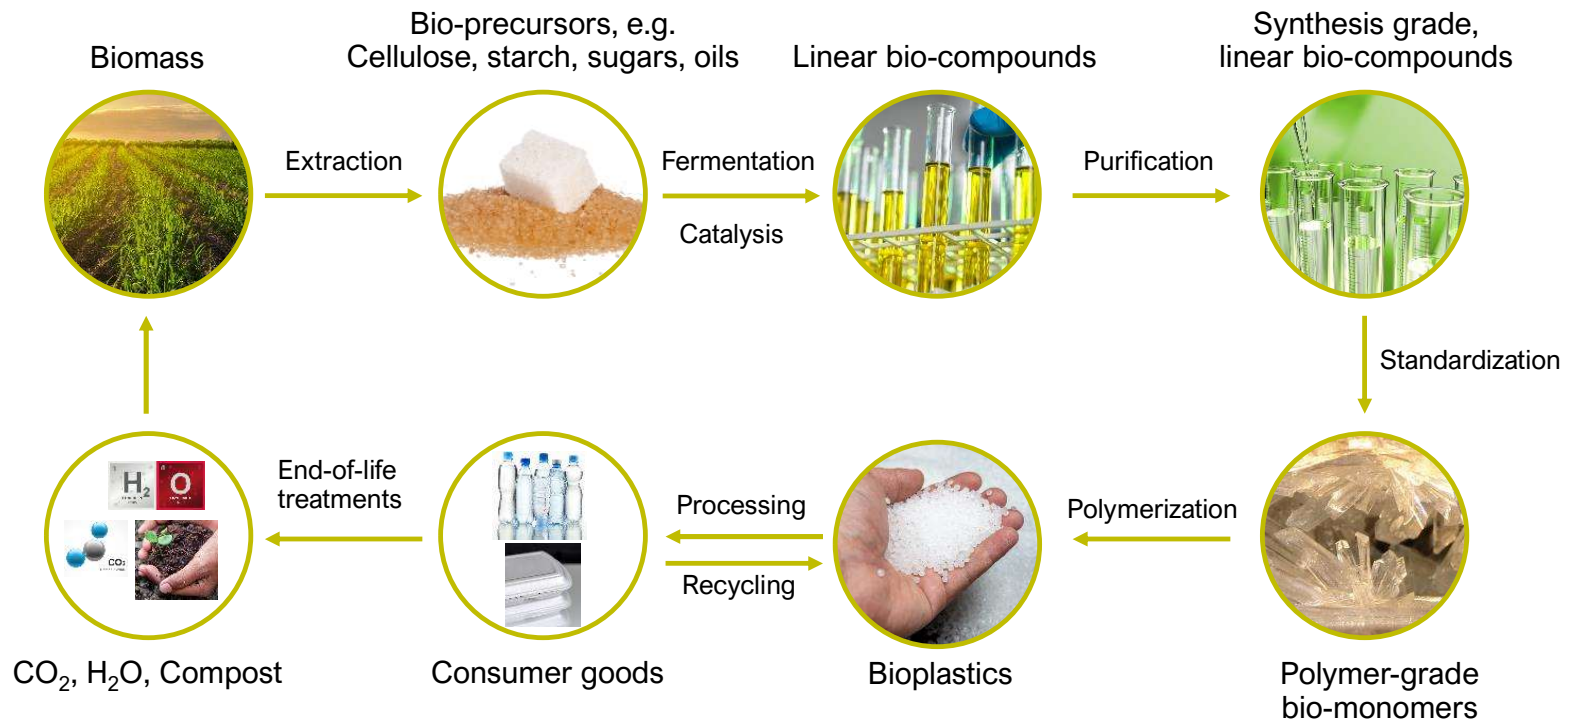 Biomass
Bio-precursors, e.g.
Cellulose, starch, sugars, oils
Linear bio-compounds
Synthesis grade,
linear bio-compounds
Extraction
Fermentation
Catalysis
Purification
Standardization
Polymerization
Processing
Recycling
End-of-life
treatments
H₂
O
CO₂
CO₂, H₂O, Compost
Consumer goods
Bioplastics
Polymer-grade
bio-monomers